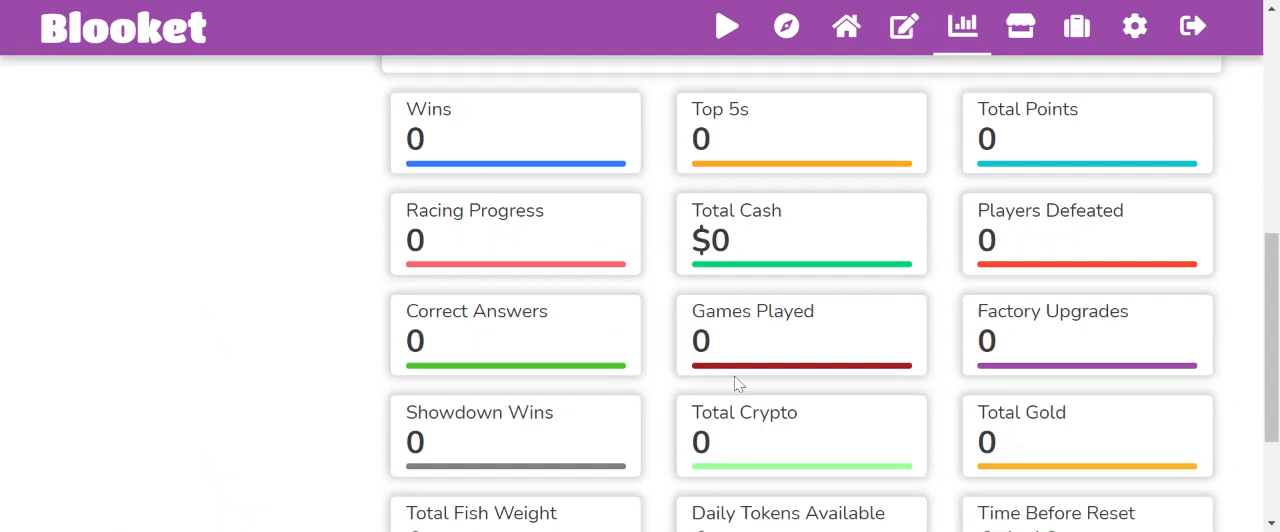 Blooket
Wins
0
Top 5s
0
Total Points
0
Racing Progress
0
Total Cash
$0
Players Defeated
0
Correct Answers
0
Games Played
0
Factory Upgrades
0
Showdown Wins
0
Total Crypto
0
Total Gold
0
Total Fish Weight
Daily Tokens Available
Time Before Reset